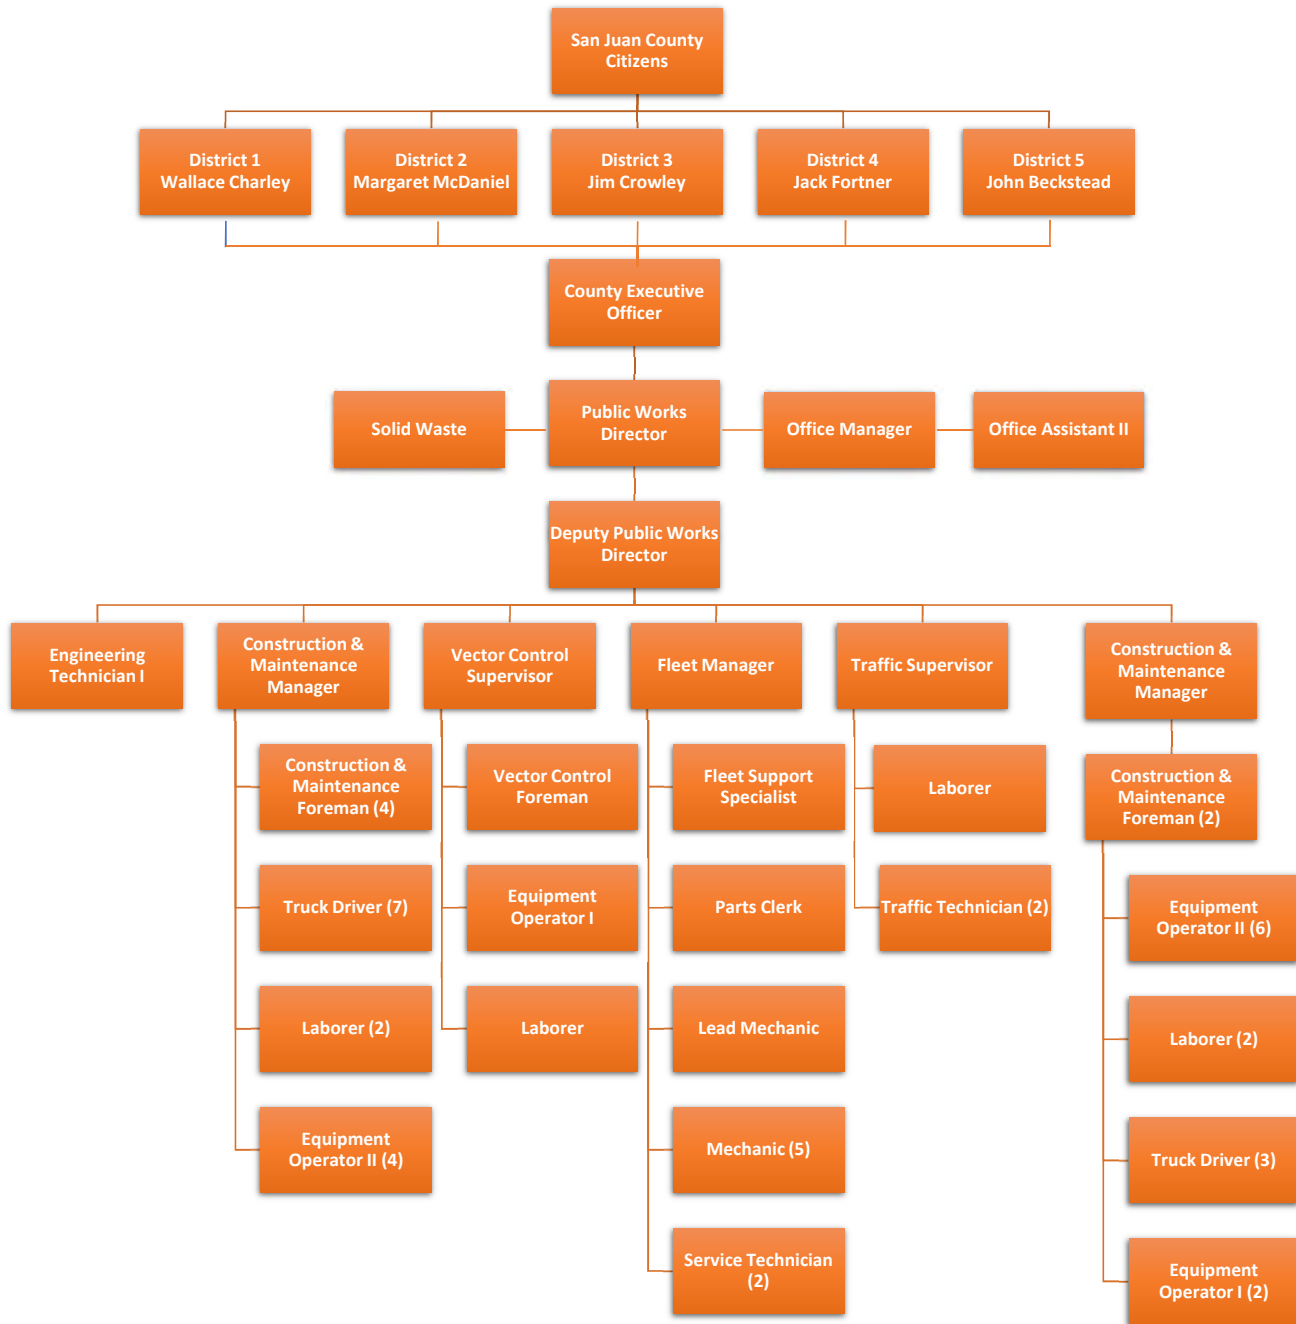 San Juan County
Citizens
District 1
Wallace Charley
District 2
Margaret McDaniel
District 3
Jim Crowley
District 4
Jack Fortner
District 5
John Beckstead
County Executive
Officer
Solid Waste
Public Works
Director
Office Manager
Office Assistant II
Deputy Public Works
Director
Engineering
Technician I
Construction &
Maintenance
Manager
Vector Control
Supervisor
Fleet Manager
Traffic Supervisor
Construction &
Maintenance
Manager
Construction &
Maintenance
Foreman (4)
Truck Driver (7)
Laborer (2)
Equipment
Operator II (4)
Vector Control
Foreman
Equipment
Operator I
Laborer
Fleet Support
Specialist
Parts Clerk
Lead Mechanic
Mechanic (5)
Service Technician
(2)
Laborer
Traffic Technician (2)
Construction &
Maintenance
Foreman (2)
Equipment
Operator II (6)
Laborer (2)
Truck Driver (3)
Equipment
Operator I (2)